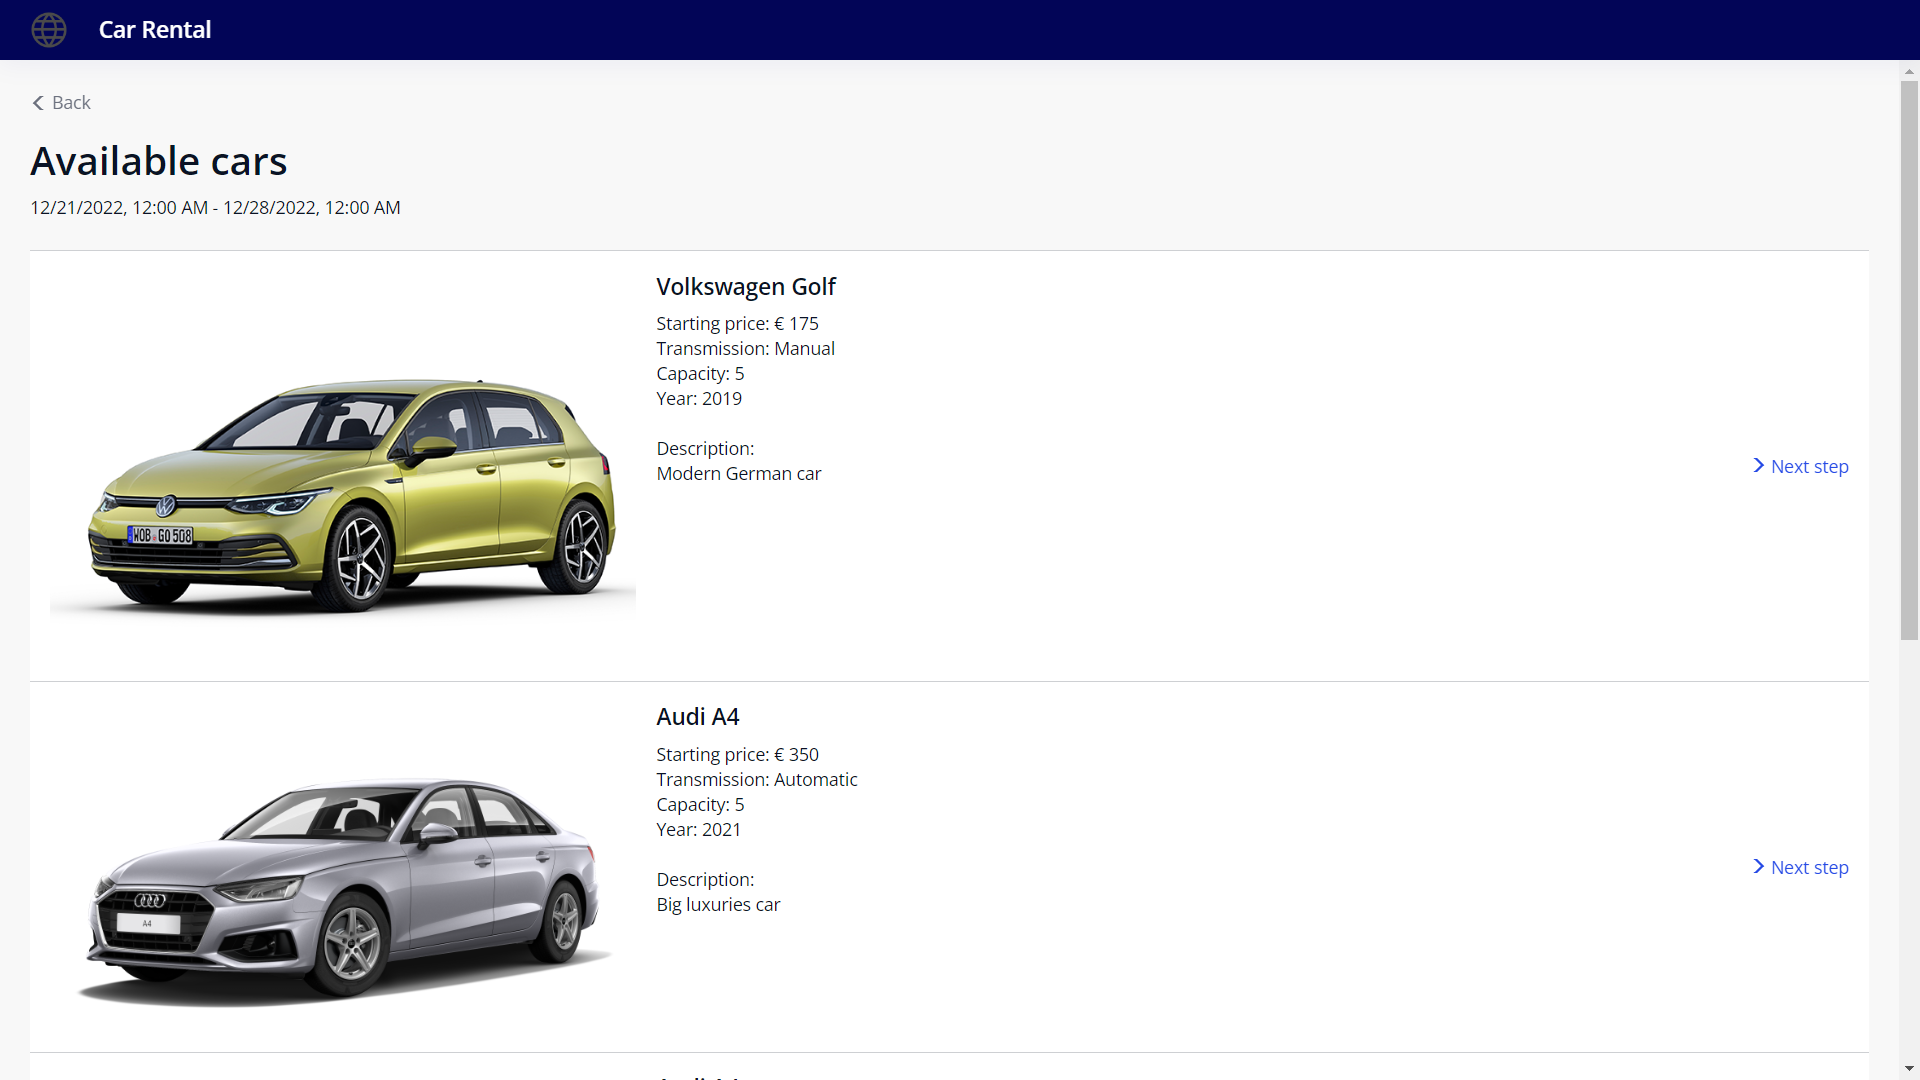 Car Rental
Back
Available cars
12/21/2022, 12:00 AM - 12/28/2022, 12:00 AM
Volkswagen Golf
Starting price: € 175
Transmission: Manual
Capacity: 5
Year: 2019
Description:
Modern German car
Next step
WOB GO 508
Audi A4
Starting price: € 350
Transmission: Automatic
Capacity: 5
Year: 2021
Description:
Big luxuries car
Next step
A4